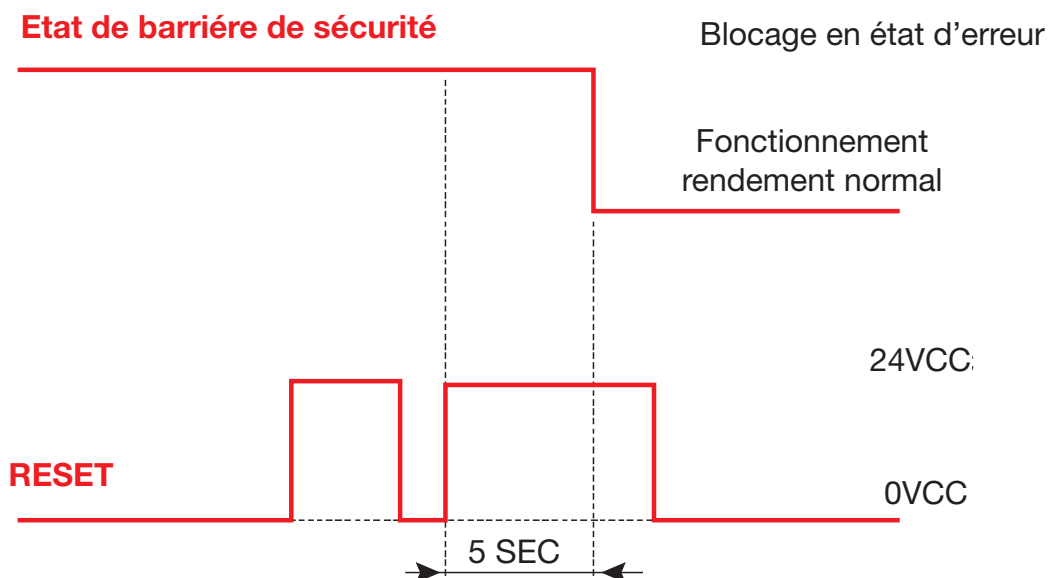 Etat de barriére de sécurité
Blocage en état d’erreur
Fonctionnement
rendement normal
24VCC:
RESET
0VCC
5 SEC